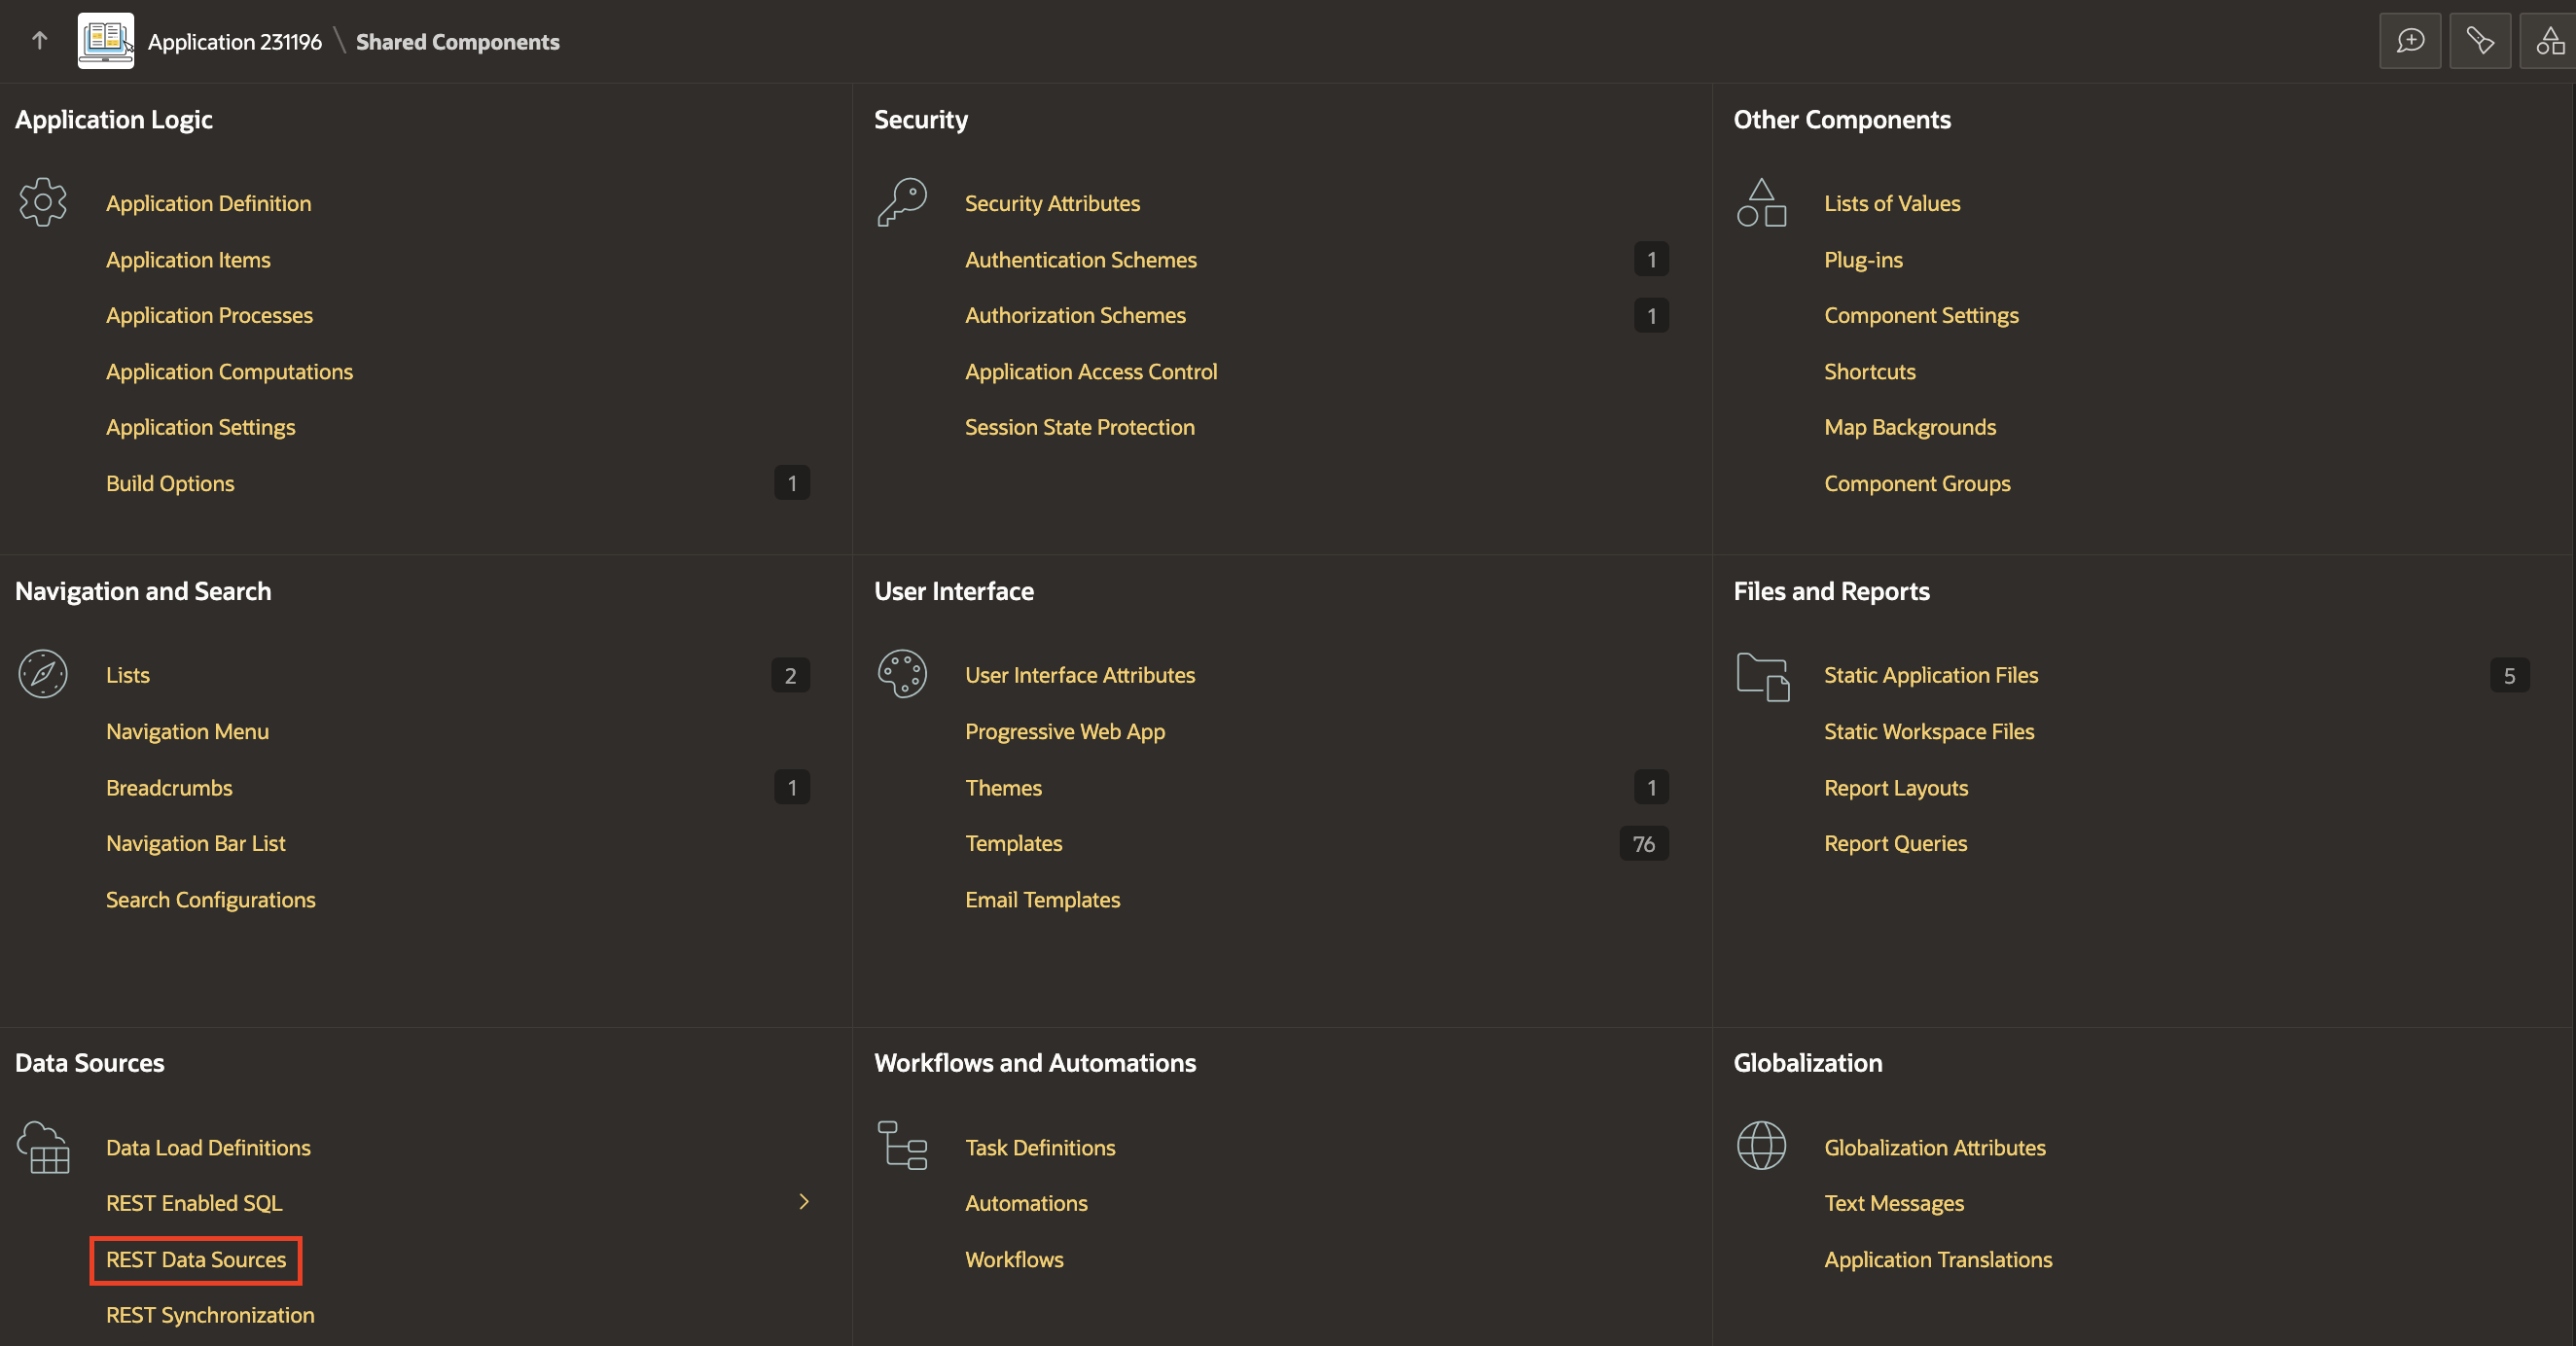 Application 231196 \ Shared Components
Application Logic
Application Definition
Application Items
Application Processes
Application Computations
Application Settings
Build Options 1
Security
Security Attributes
Authentication Schemes 1
Authorization Schemes 1
Application Access Control
Session State Protection
Other Components
Lists of Values
Plug-ins
Component Settings
Shortcuts
Map Backgrounds
Component Groups
Navigation and Search
Lists 2
Navigation Menu
Breadcrumbs 1
Navigation Bar List
Search Configurations
User Interface
User Interface Attributes
Progressive Web App
Themes 1
Templates 76
Email Templates
Files and Reports
Static Application Files 5
Static Workspace Files
Report Layouts
Report Queries
Data Sources
Data Load Definitions
REST Enabled SQL
REST Data Sources
REST Synchronization
Workflows and Automations
Task Definitions
Automations
Workflows
Globalization
Globalization Attributes
Text Messages
Application Translations